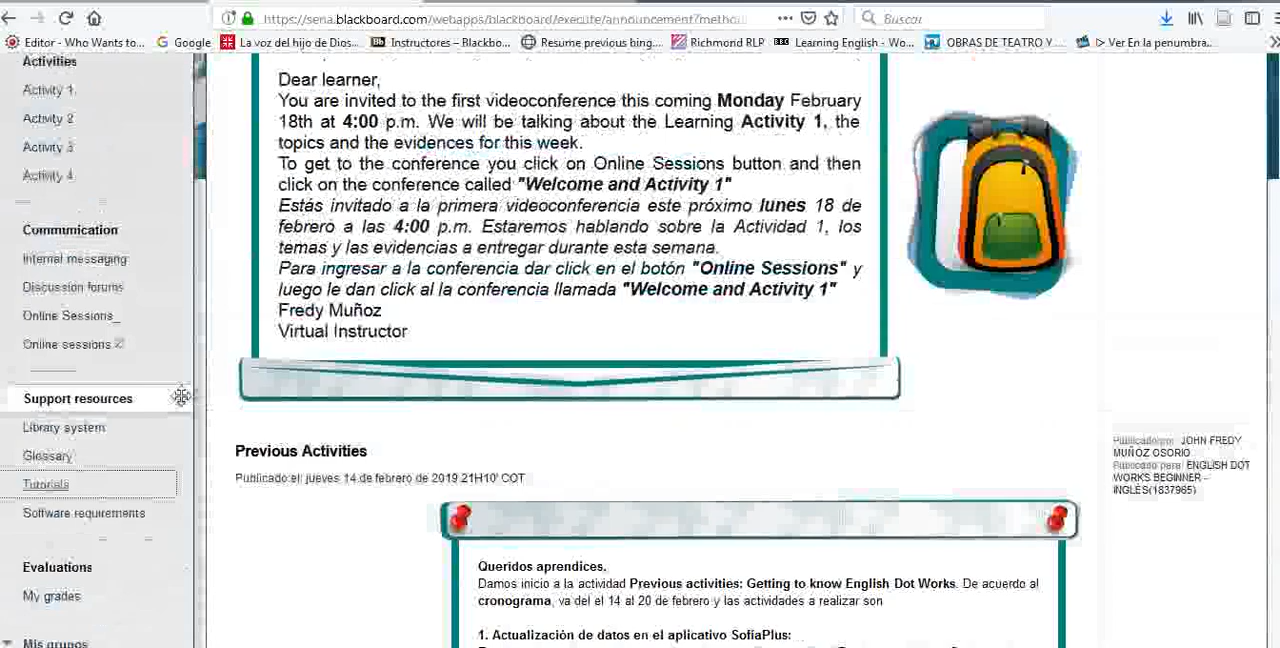 https://sena.blackboard.com/webapps/blackboard/execute/announcement?metho
Buscar
Editor - Who Wants to...
Google
La voz del hijo de Dios...
Bb Instructores – Blackbo...
Resume previous bing...
Richmond RLP
Learning English - Wo...
OBRAS DE TEATRO Y ...
▷ Ver En la penumbra...
Activities
Activity 1
Activity 2
Activity 3
Activity 4
Communication
Internal messaging
Discussion forums
Online Sessions_
Online sessions
Support resources
Library system
Glossary
Tutorials
Software requirements
Evaluations
My grades
Mis grupos
Dear learner,
You are invited to the first videoconference this coming Monday February
18th at 4:00 p.m. We will be talking about the Learning Activity 1, the
topics and the evidences for this week.
To get to the conference you click on Online Sessions button and then
click on the conference called "Welcome and Activity 1"
Estás invitado a la primera videoconferencia este próximo lunes 18 de
febrero a las 4:00 p.m. Estaremos hablando sobre la Actividad 1, los
temas y las evidencias a entregar durante esta semana.
Para ingresar a la conferencia dar click en el botón "Online Sessions" y
luego le dan click al la conferencia llamada "Welcome and Activity 1"
Fredy Muñoz
Virtual Instructor
Previous Activities
Publicado el: jueves 14 de febrero de 2019 21H10' COT
Publicado por: JOHN FREDY
MUÑOZ OSORIO
Publicado para: ENGLISH DOT
WORKS BEGINNER -
INGLÉS(1837965)
Queridos aprendices.
Damos inicio a la actividad Previous activities: Getting to know English Dot Works. De acuerdo al
cronograma, va del el 14 al 20 de febrero y las actividades a realizar son
1. Actualización de datos en el aplicativo SofiaPlus: